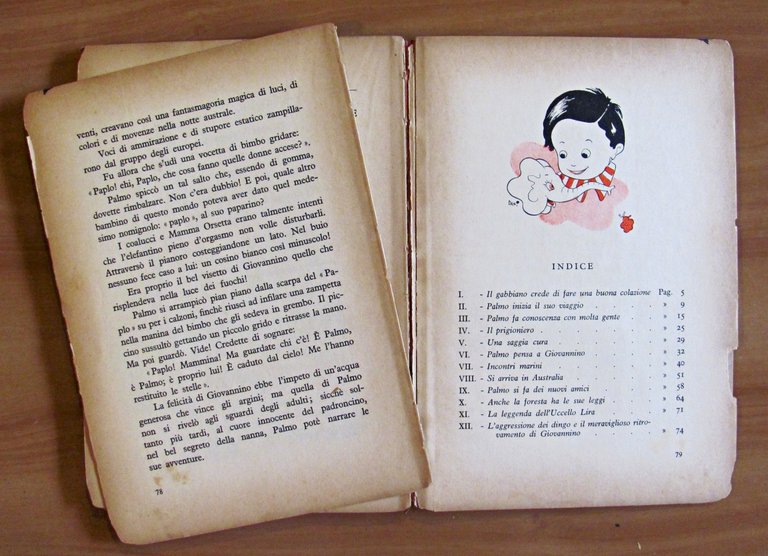 venti, creavano così una fantasmagoria magica di luci, di
colori e di movenze nella notte australe.
Voci di ammirazione e di stupore estatico zampilla-
rono dal gruppo degli europei.
Fu allora che s'udì una vocetta di bimbo gridare:
« Paplo! ehi, Paplo, che cosa fanno quelle donne accese? ».
Palmo spiccò un tal salto che, essendo di gomma,
dovette rimbalzare. Non c'era dubbio! E poi, quale altro
bambino di questo mondo poteva aver dato quel mede-
simo nomignolo: « paplo », al suo paparino?
I coalucci e Mamma Orsetta erano talmente intenti
che l'elefantino pieno d'orgasmo non volle disturbarli.
Attraversò il pianoro costeggiandone un lato. Nel buio
nessuno fece caso a lui: un cosino bianco così minuscolo!
Era proprio il bel visetto di Giovannino quello che
risplendeva nella luce dei fuochi!
Palmo si arrampicò pian piano dalla scarpa del « Pa-
plo » su per i calzoni, finchè riuscì ad infilare una zampetta
nella manina del bimbo che gli sedeva in grembo. Il pic-
cino sussultò gettando un piccolo grido e ritrasse la mano.
Ma poi guardò. Vide! Credette di sognare:
« Paplo! Mammina! Ma guardate chi c'è! È Palmo,
è Palmo; è proprio lui! È caduto dal cielo! Me l'hanno
restituito le stelle ».
La felicità di Giovannino ebbe l'impeto di un'acqua
generosa che vince gli argini; ma quella di Palmo
non si rivelò agli sguardi degli adulti; sicchè sol-
tanto più tardi, al cuore innocente del padroncino,
nel bel segreto della nanna, Palmo potè narrare le
sue avventure.
78
INDICE
I. - Il gabbiano crede di fare una buona colazione Pag. 5
II. - Palmo inizia il suo viaggio . . . . » 9
III. - Palmo fa conoscenza con molta gente . . » 15
IV. - Il prigioniero . . . . . . . » 25
V. - Una saggia cura . . . . . . » 29
VI. - Palmo pensa a Giovannino . . . . » 32
VII. - Incontri marini . . . . . . » 40
VIII. - Si arriva in Australia . . . . . » 51
IX. - Palmo si fa dei nuovi amici . . . . » 58
X. - Anche la foresta ha le sue leggi . . . » 64
XI. - La leggenda dell'Uccello Lira . . . » 71
XII. - L'aggressione dei dingo e il meraviglioso ritro-
vamento di Giovannino . . . . . » 74
79